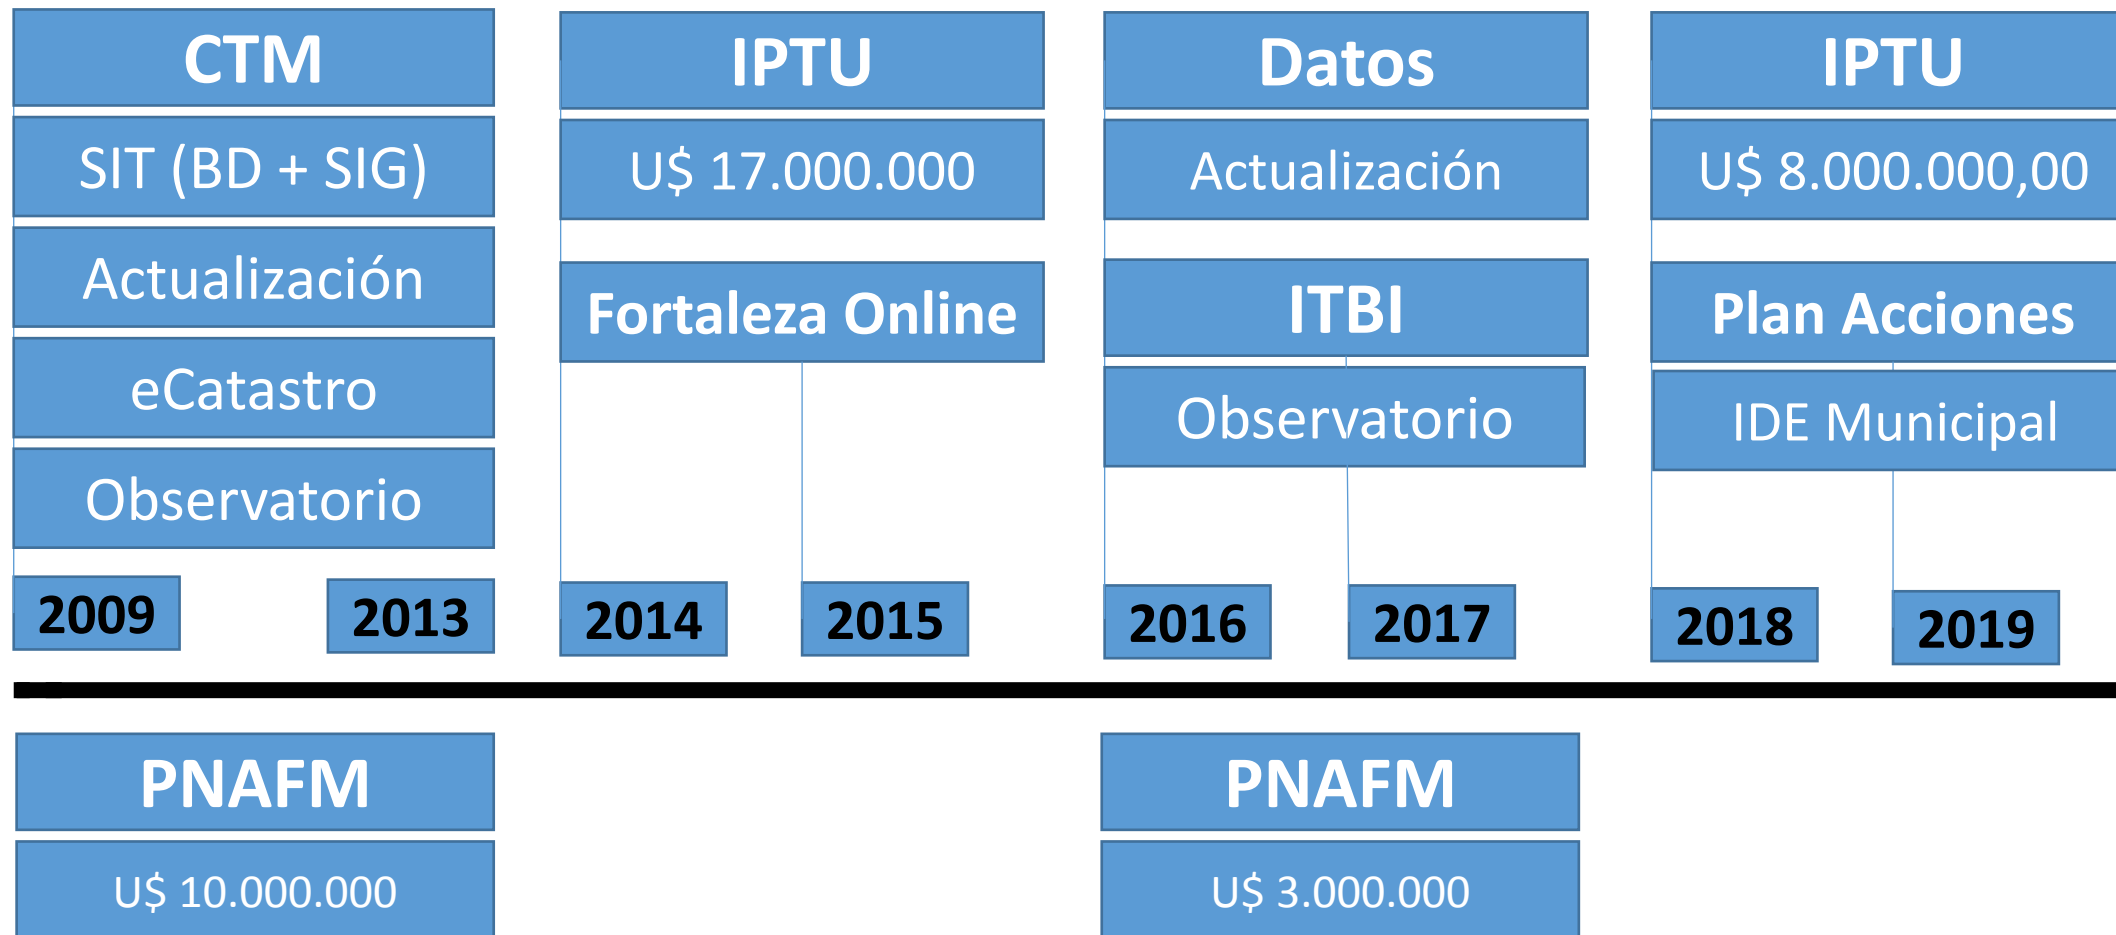 CTM
SIT (BD + SIG)
Actualización
eCatastro
Observatorio
2009
2013
IPTU
U$ 17.000.000
Fortaleza Online
2014
2015
Datos
Actualización
ITBI
Observatorio
2016
2017
IPTU
U$ 8.000.000,00
Plan Acciones
IDE Municipal
2018
2019
PNAFM
U$ 10.000.000
PNAFM
U$ 3.000.000